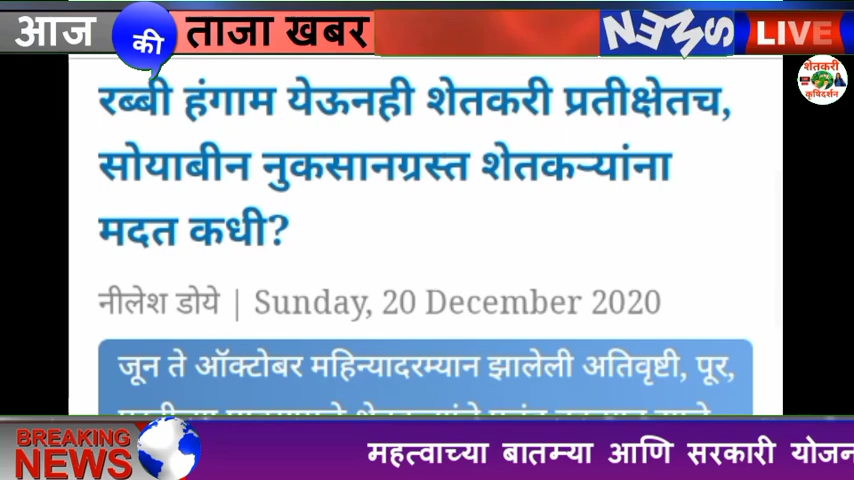 आज की ताजा खबर NEWS LIVE
शेतकरी
कृषिदर्शन
रब्बी हंगाम येऊनही शेतकरी प्रतीक्षेतच,
सोयाबीन नुकसानग्रस्त शेतकऱ्यांना
मदत कधी?
नीलेश डोये | Sunday, 20 December 2020
जून ते ऑक्टोबर महिन्यादरम्यान झालेली अतिवृष्टी, पूर,
BREAKING
NEWS
महत्वाच्या बातम्या आणि सरकारी